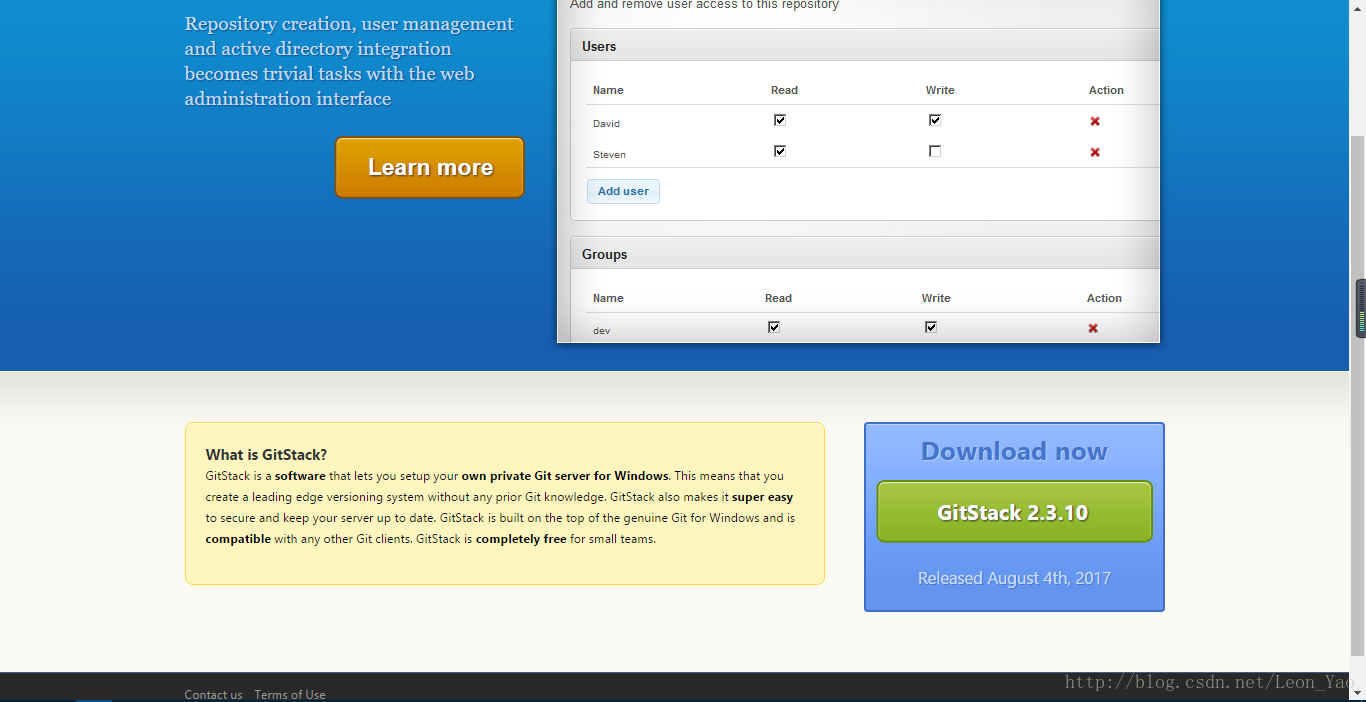 Repository creation, user management
and active directory integration
becomes trivial tasks with the web
administration interface
Learn more
Add and remove user access to this repository
Users
Name Read Write Action
David
Steven
Add user
Groups
Name Read Write Action
dev
What is GitStack?
GitStack is a software that lets you setup your own private Git server for Windows. This means that you
create a leading edge versioning system without any prior Git knowledge. GitStack also makes it super easy
to secure and keep your server up to date. GitStack is built on the top of the genuine Git for Windows and is
compatible with any other Git clients. GitStack is completely free for small teams.
Download now
GitStack 2.3.10
Released August 4th, 2017
Contact us Terms of Use
http://blog.csdn.net/Leon_Yao